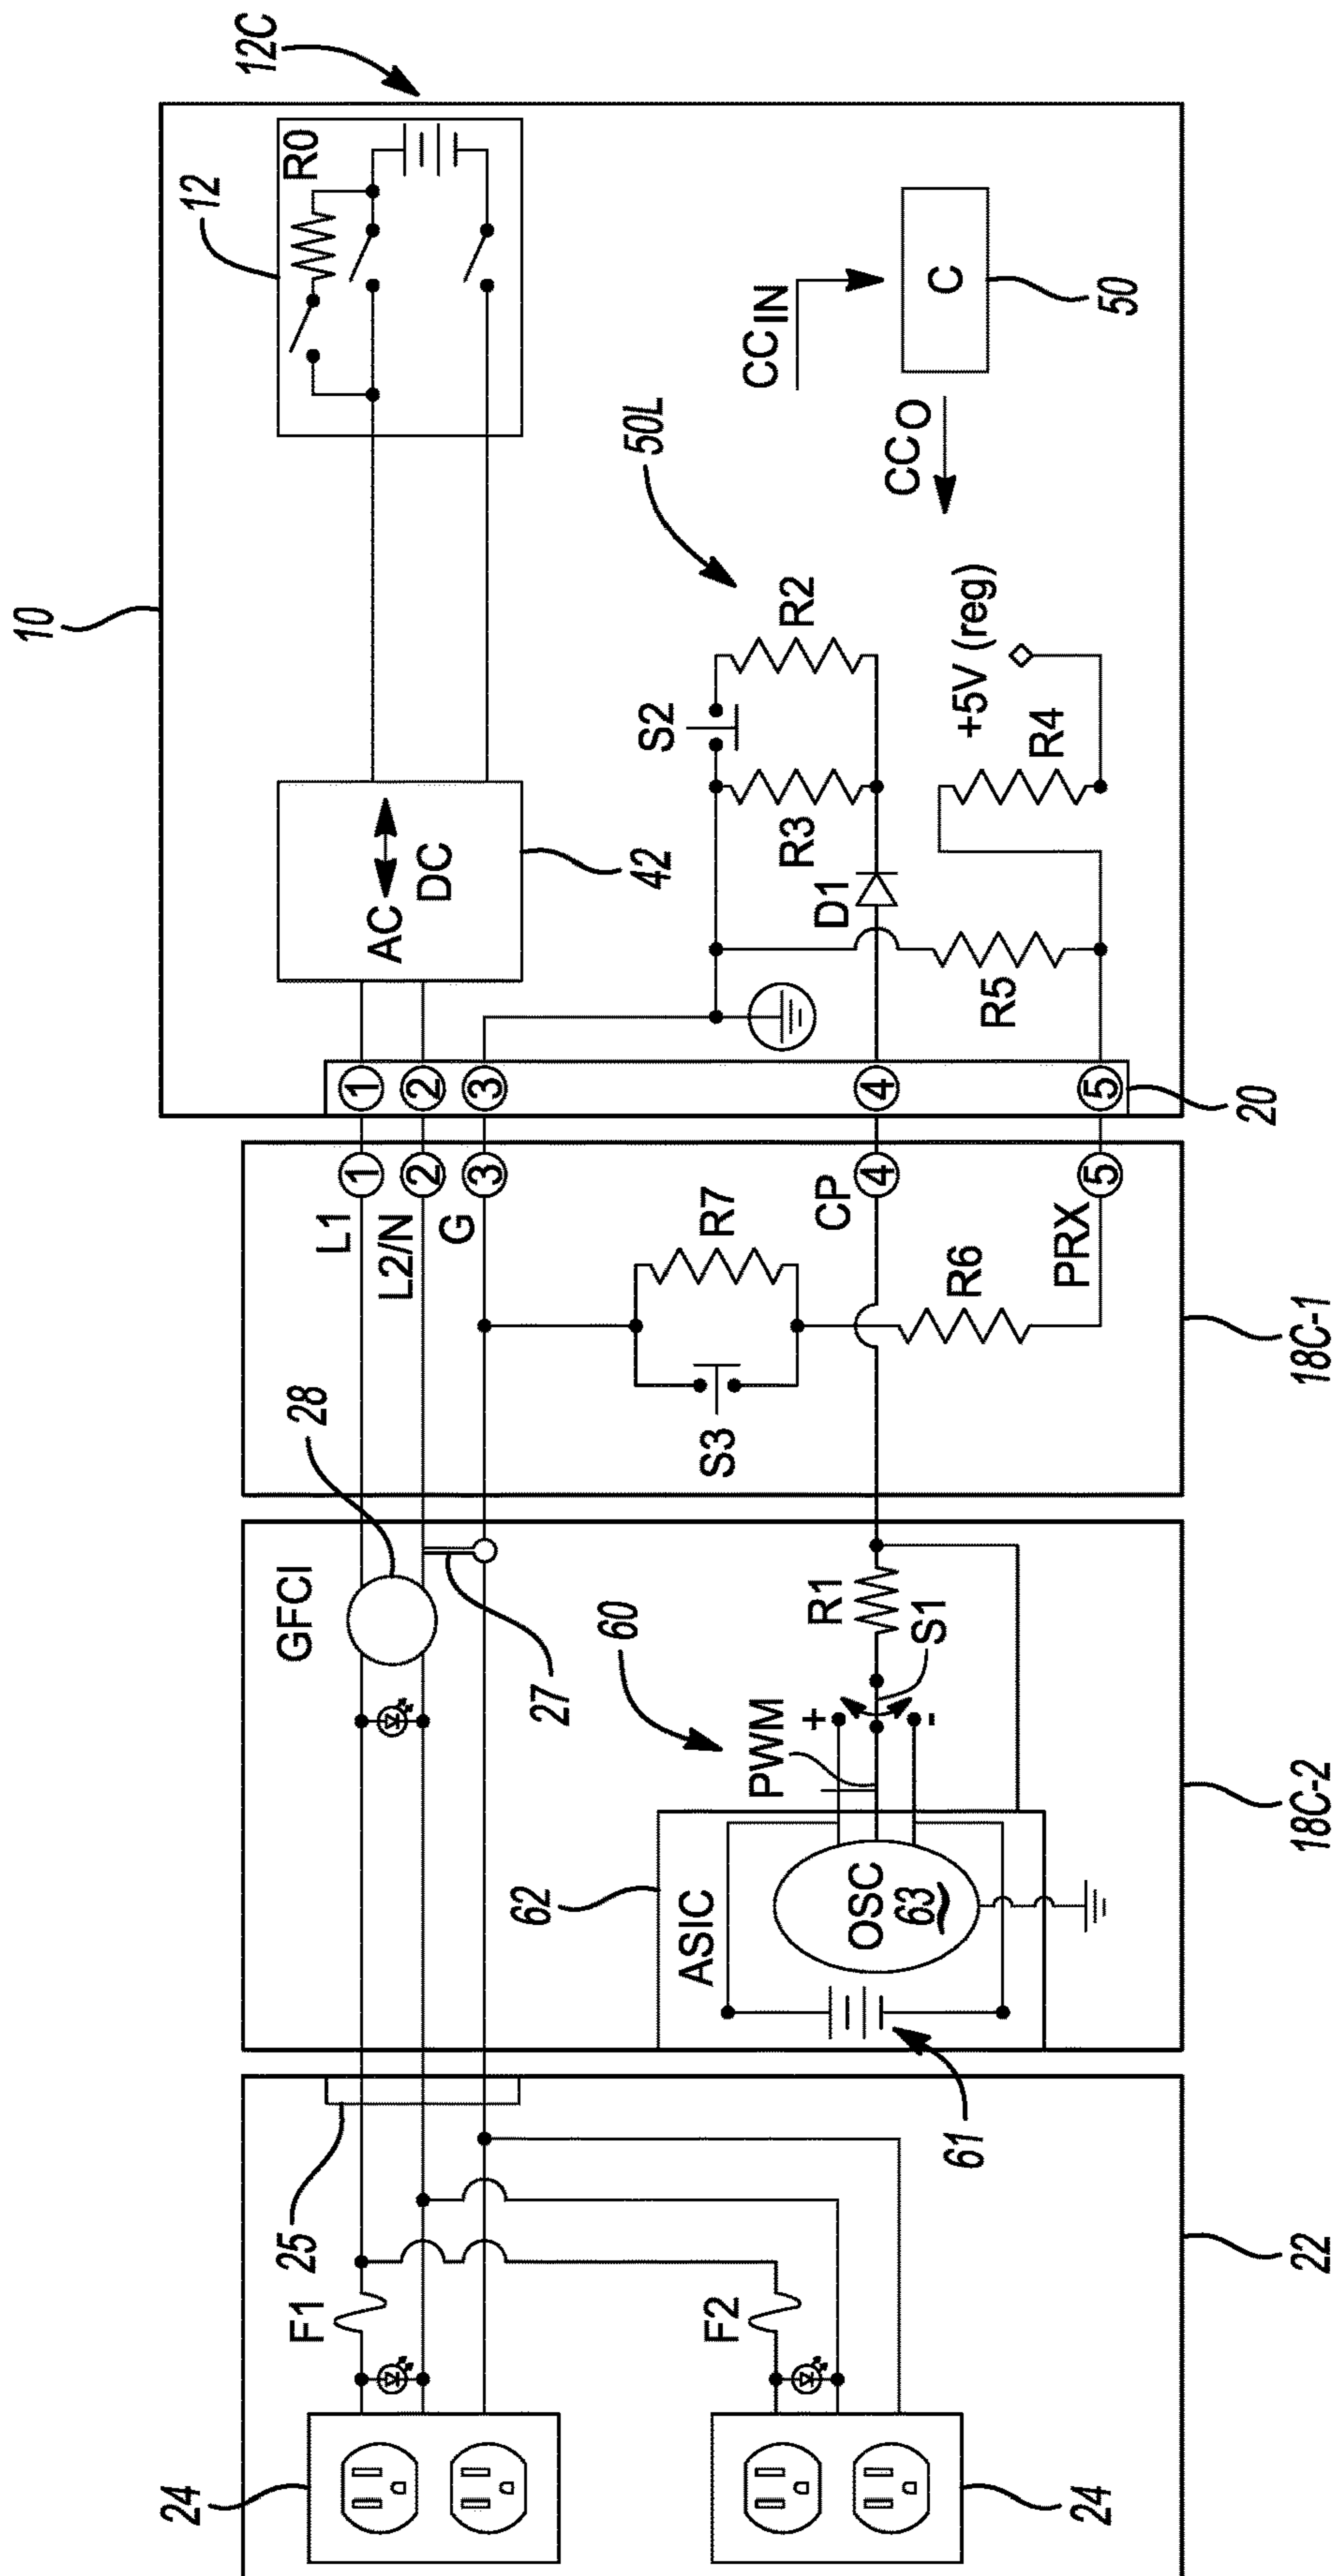 10
12C
12
R0
AC
DC
42
50L
S2
R2
R3
D1
R5
R4
+5V (reg)
CCIN
CCO
C
50
1
2
3
4
5
20
1
2
3
4
5
L1
L2/N
G
CP
PRX
R7
R6
S3
18C-1
GFCI
28
27
60
PWM
R1
S1
+
-
62
ASIC
OSC
63
61
18C-2
25
F1
F2
24
24
22